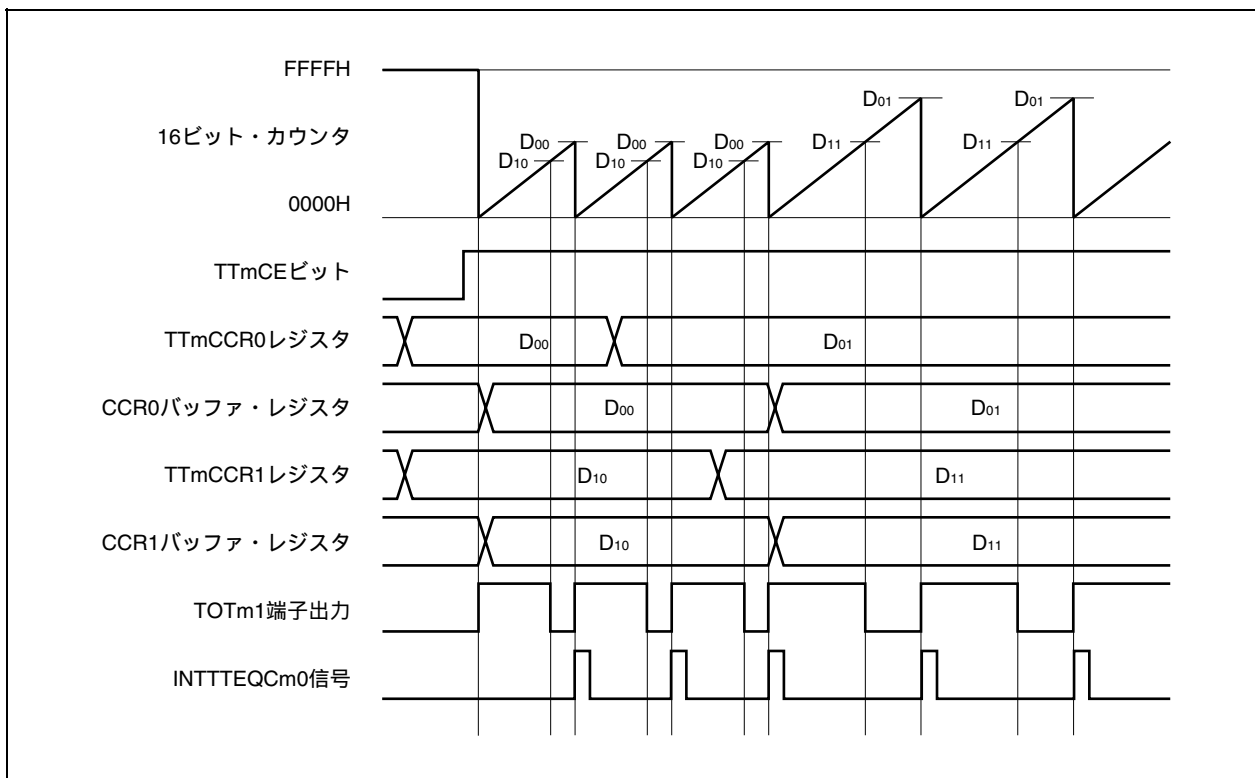 FFFFH
D01 D01
16ビット・カウンタ
D00 D00 D00 D11 D11
D10 D10 D10
0000H
TTmCEビット
TTmCCR0レジスタ D00 D01
CCR0バッファ・レジスタ D00 D01
TTmCCR1レジスタ D10 D11
CCR1バッファ・レジスタ D10 D11
TOTm1端子出力
INTTTEQCm0信号